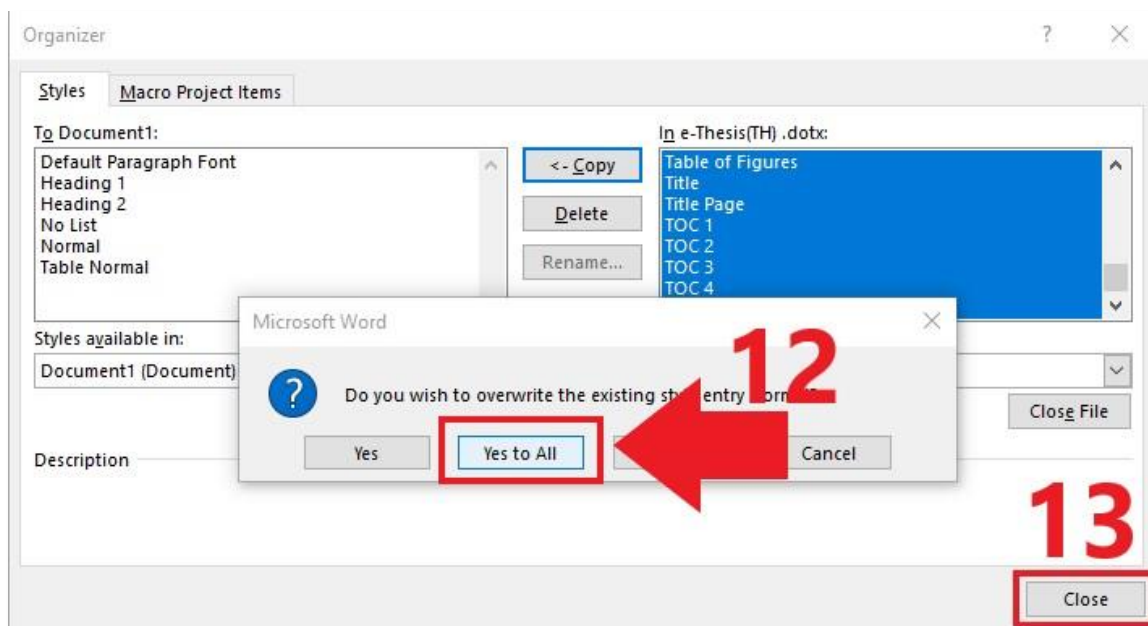 Organizer
Styles
Macro Project Items
To Document1:
In e-Thesis(TH) .dotx:
Default Paragraph Font
Heading 1
Heading 2
No List
Normal
Table Normal
<- Copy
Delete
Rename...
Table of Figures
Title
Title Page
TOC 1
TOC 2
TOC 3
TOC 4
Styles available in:
Document1 (Document)
Close File
Description
Microsoft Word
Do you wish to overwrite the existing entry
Yes
Yes to All
Cancel
12
13
Close